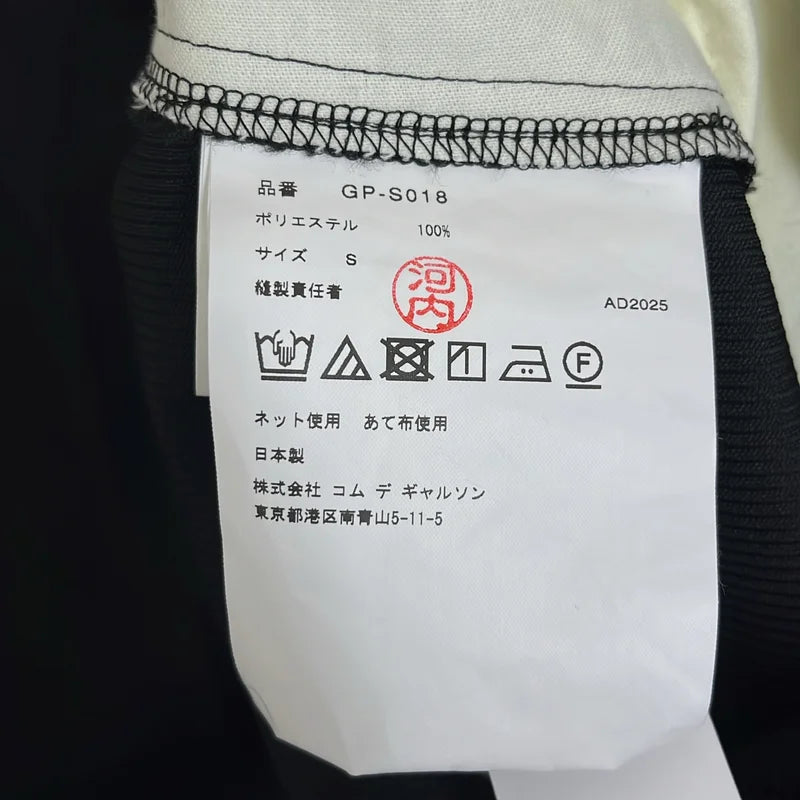 品番 GP-S018
ポリエステル 100%
サイズ S
縫製責任者 河内
AD2025
F
ネット使用 あて布使用
日本製
株式会社 コム デ ギャルソン
東京都港区南青山5-11-5